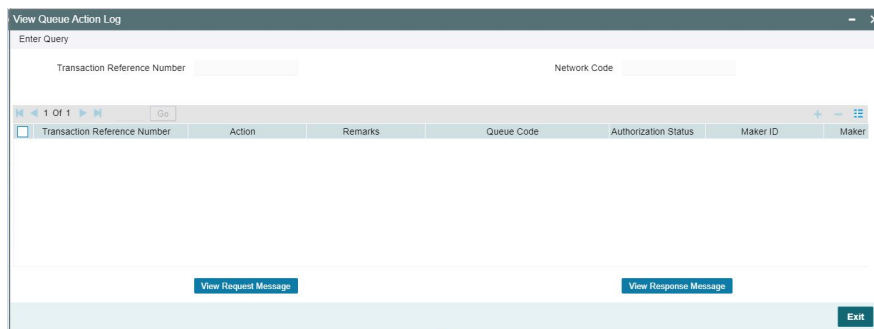 View Queue Action Log
Enter Query
Transaction Reference Number
Network Code
1 Of 1
Go
Transaction Reference Number Action Remarks Queue Code Authorization Status Maker ID Maker
View Request Message
View Response Message
Exit